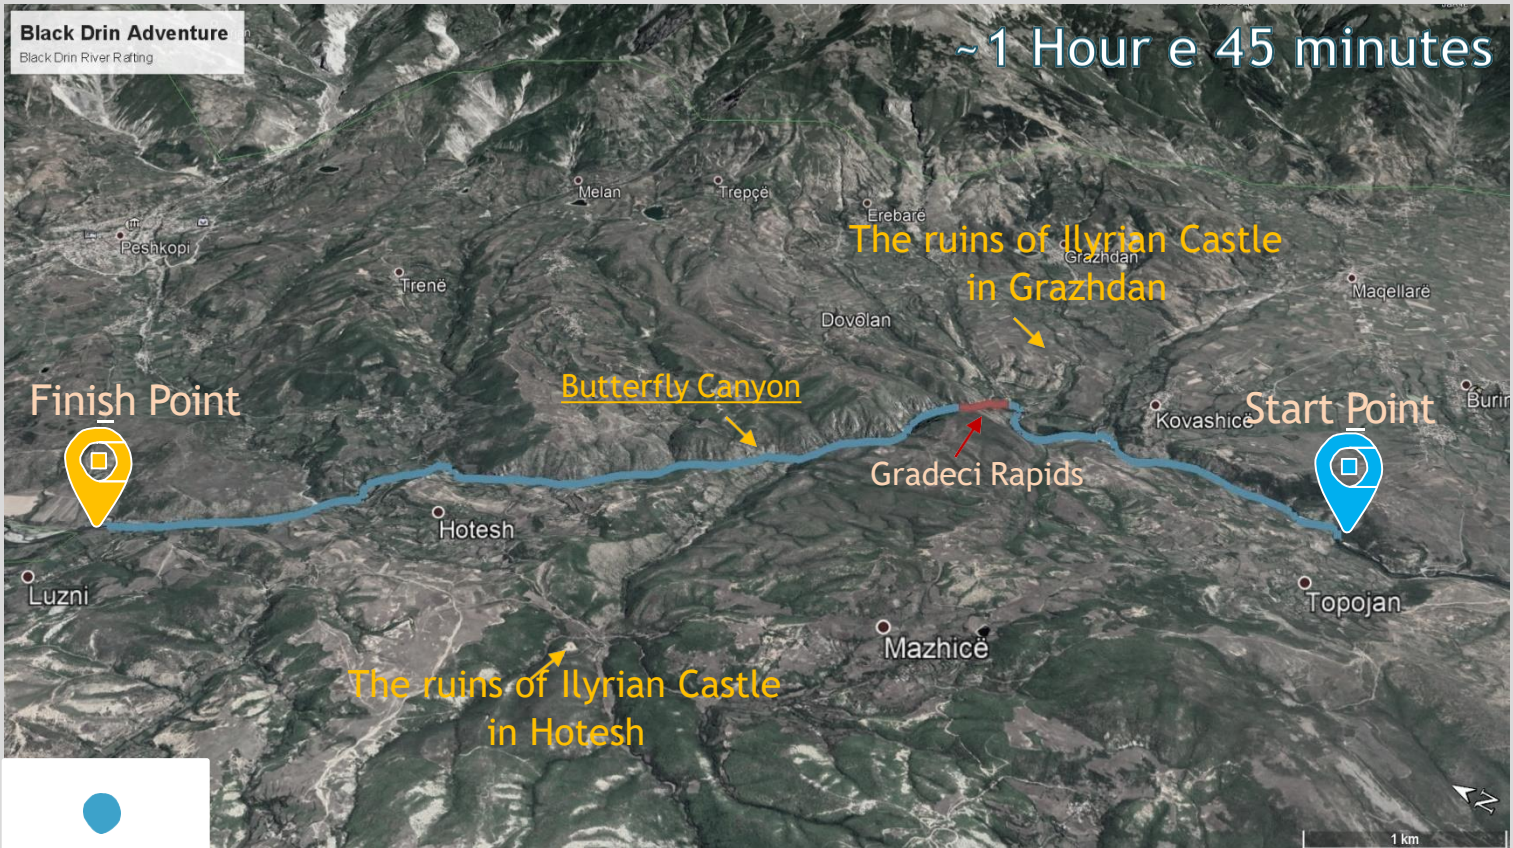 Black Drin Adventure
Black Drin River Rafting
~1 Hour e 45 minutes
Melan
Trepçë
Erebarë
Peshkopi
The ruins of Ilyrian Castle
in Grazhdan
Grazhdan
Trenë
Maqellarë
Dovolan
Butterfly Canyon
Finish Point
Start Point
Kovashicë
Gradeci Rapids
Hotesh
Luzni
Topojan
Mazhicë
The ruins of Ilyrian Castle
in Hotesh
N
1 km